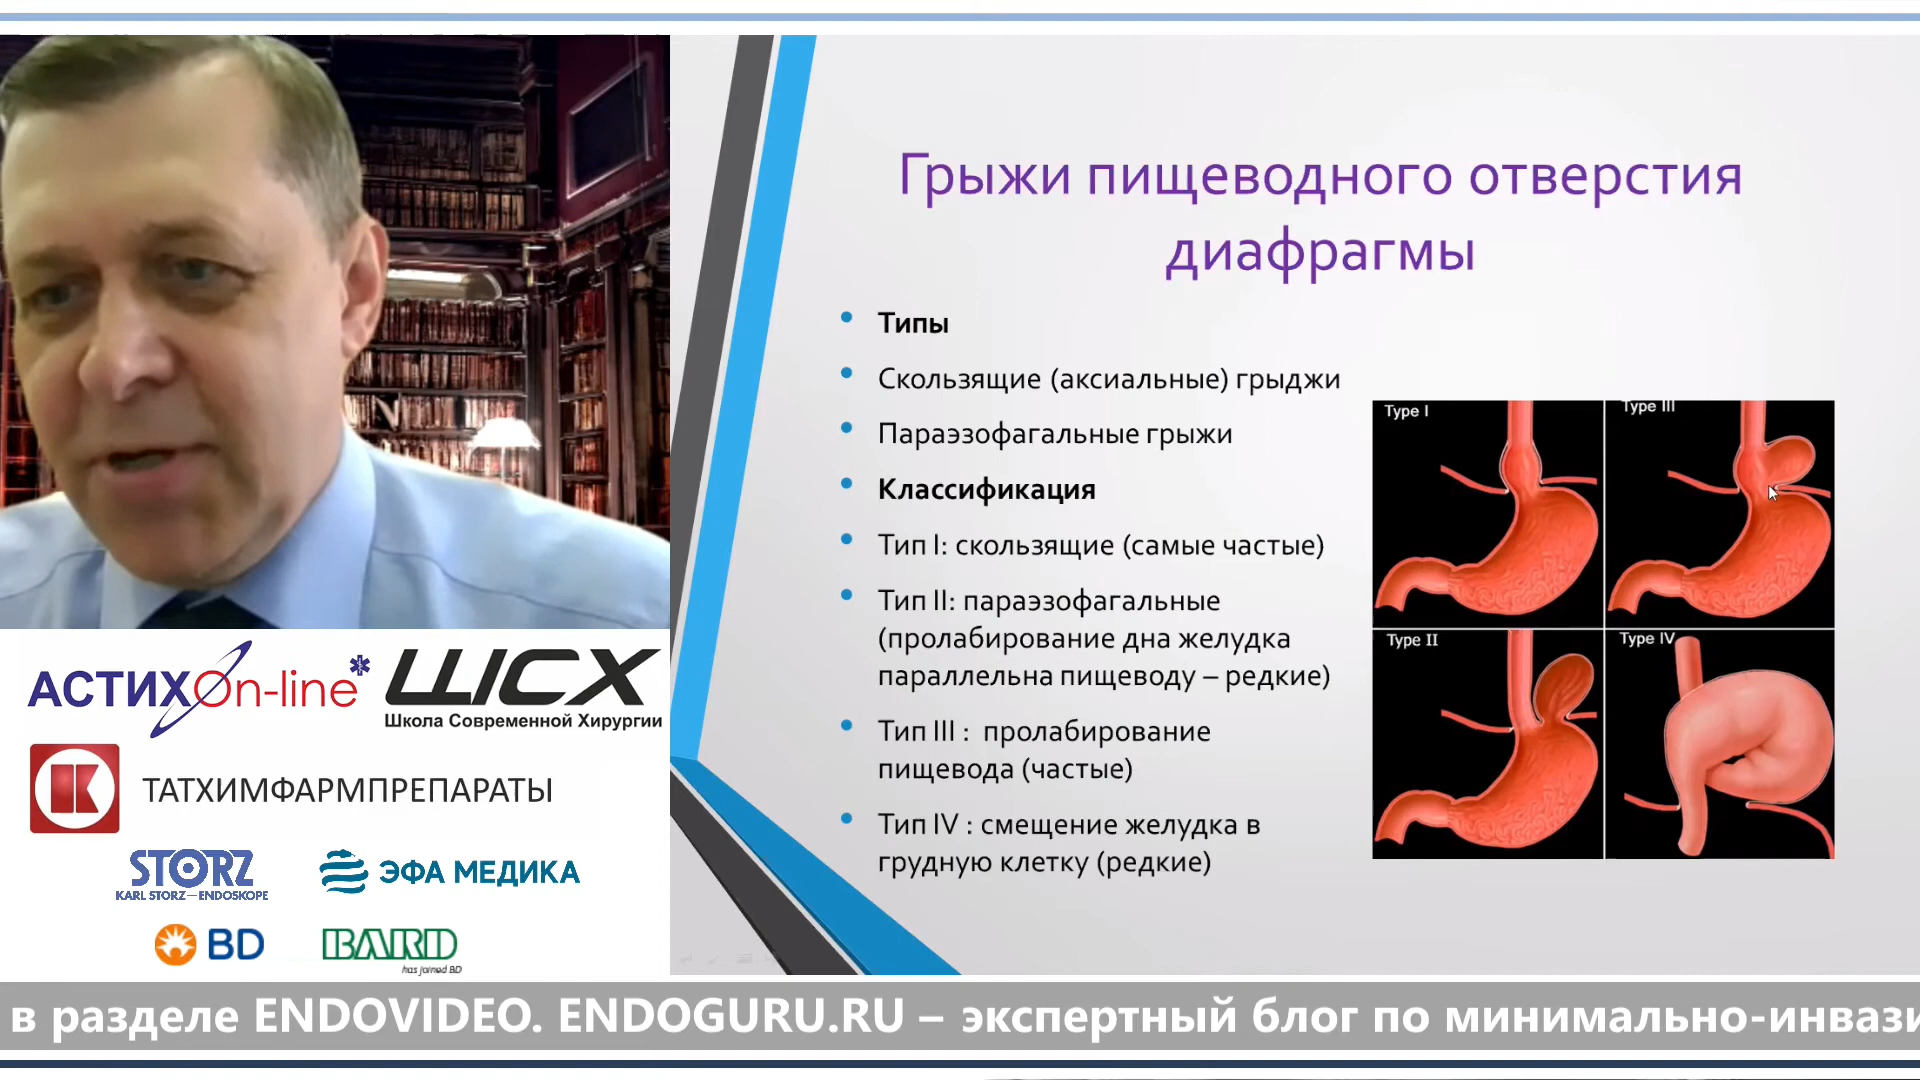 Грыжи пищеводного отверстия
диафрагмы
Типы
Скользящие (аксиальные) грыджи
Параэзофагальные грыжи
Классификация
Тип I: скользящие (самые частые)
Тип II: параэзофагальные
(пролабирование дна желудка
параллельна пищеводу – редкие)
Тип III : пролабирование
пищевода (частые)
Тип IV : смещение желудка в
грудную клетку (редкие)
Type I
Type III
Type II
Type IV
АСТИХOn-line
ШСХ
Школа Современной Хирургии
ТАТХИМФАРМПРЕПАРАТЫ
STORZ
KARL STORZ—ENDOSKOPE
ЭФА МЕДИКА
BD
BARD
has joined BD
в разделе ENDOVIDEO. ENDOGURU.RU – экспертный блог по минимально-инвази